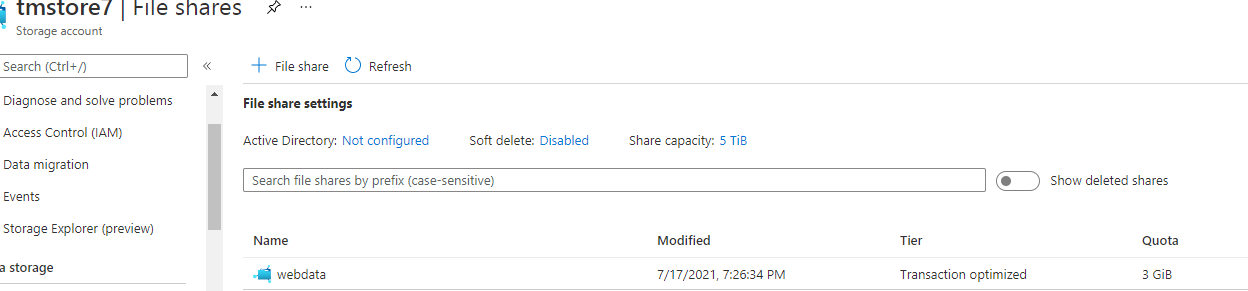 tmstore7 | File shares ...
Storage account
Search (Ctrl+/) «
Diagnose and solve problems
Access Control (IAM)
Data migration
Events
Storage Explorer (preview)
a storage
+ File share Refresh
File share settings
Active Directory: Not configured Soft delete: Disabled Share capacity: 5 TiB
Search file shares by prefix (case-sensitive) Show deleted shares
Name Modified Tier Quota
webdata 7/17/2021, 7:26:34 PM Transaction optimized 3 GiB